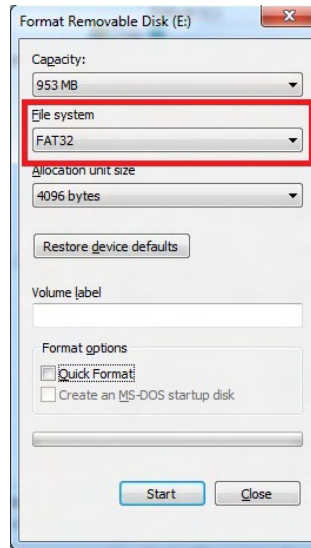 Format Removable Disk (E:)
Capacity:
953 MB
File system
FAT32
Allocation unit size
4096 bytes
Restore device defaults
Volume label
Format options
Quick Format
Create an MS-DOS startup disk
Start
Close